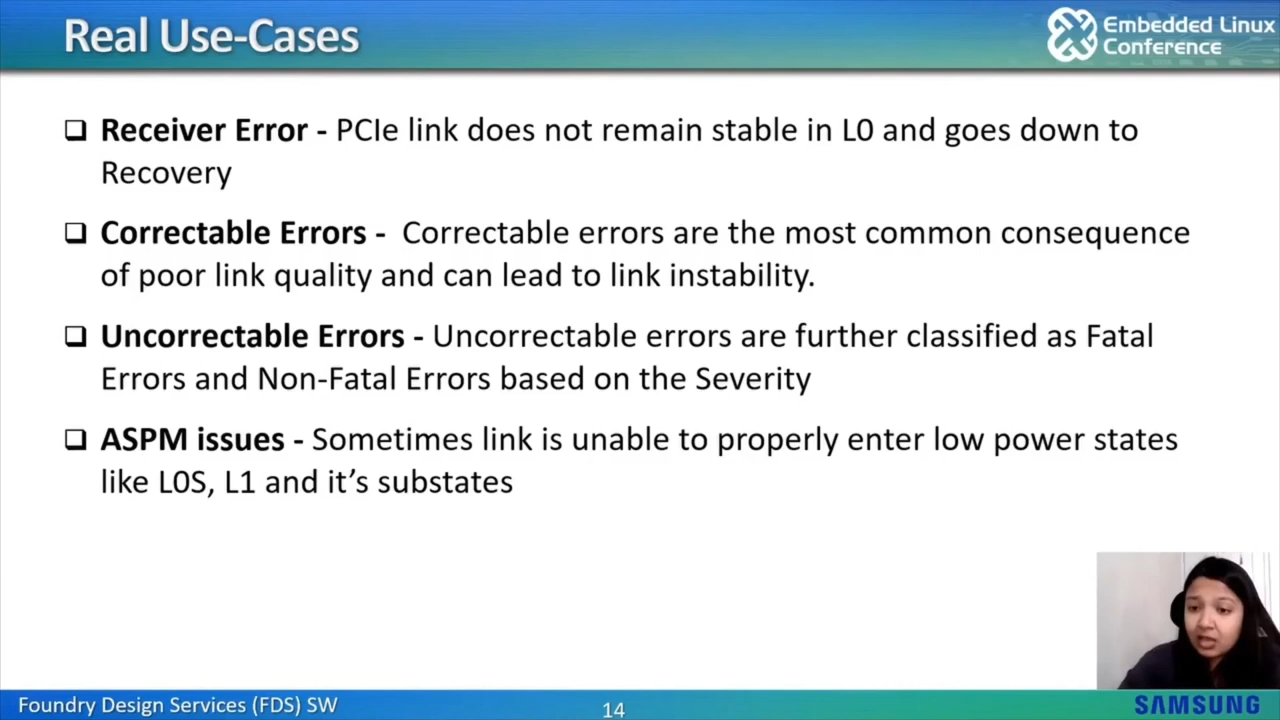 Real Use-Cases
Embedded Linux
Conference
Receiver Error - PCIe link does not remain stable in L0 and goes down to
Recovery
Correctable Errors - Correctable errors are the most common consequence
of poor link quality and can lead to link instability.
Uncorrectable Errors - Uncorrectable errors are further classified as Fatal
Errors and Non-Fatal Errors based on the Severity
ASPM issues - Sometimes link is unable to properly enter low power states
like L0S, L1 and it’s substates
Foundry Design Services (FDS) SW
14
SAMSUNG